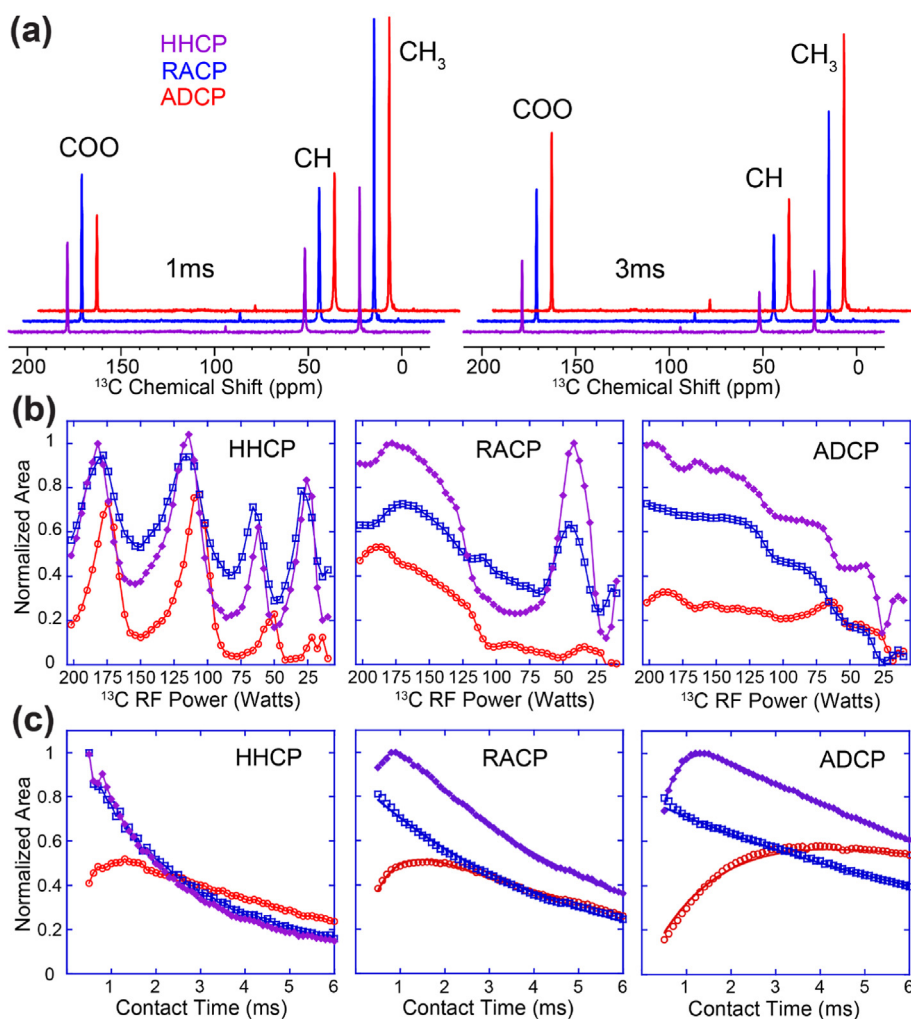 (a)
HHCP
RACP
ADCP
COO
CH
CH3
1ms
COO
CH
CH3
3ms
200 150 100 50 0
200 150 100 50 0
13C Chemical Shift (ppm)
13C Chemical Shift (ppm)
(b)
HHCP
RACP
ADCP
Normalized Area
1
0.8
0.6
0.4
0.2
0
200 175 150 125 100 75 50 25
200 175 150 125 100 75 50 25
200 175 150 125 100 75 50 25
13C RF Power (Watts)
13C RF Power (Watts)
13C RF Power (Watts)
(c)
HHCP
RACP
ADCP
Normalized Area
1
0.8
0.6
0.4
0.2
0
1 2 3 4 5 6
1 2 3 4 5 6
1 2 3 4 5 6
Contact Time (ms)
Contact Time (ms)
Contact Time (ms)